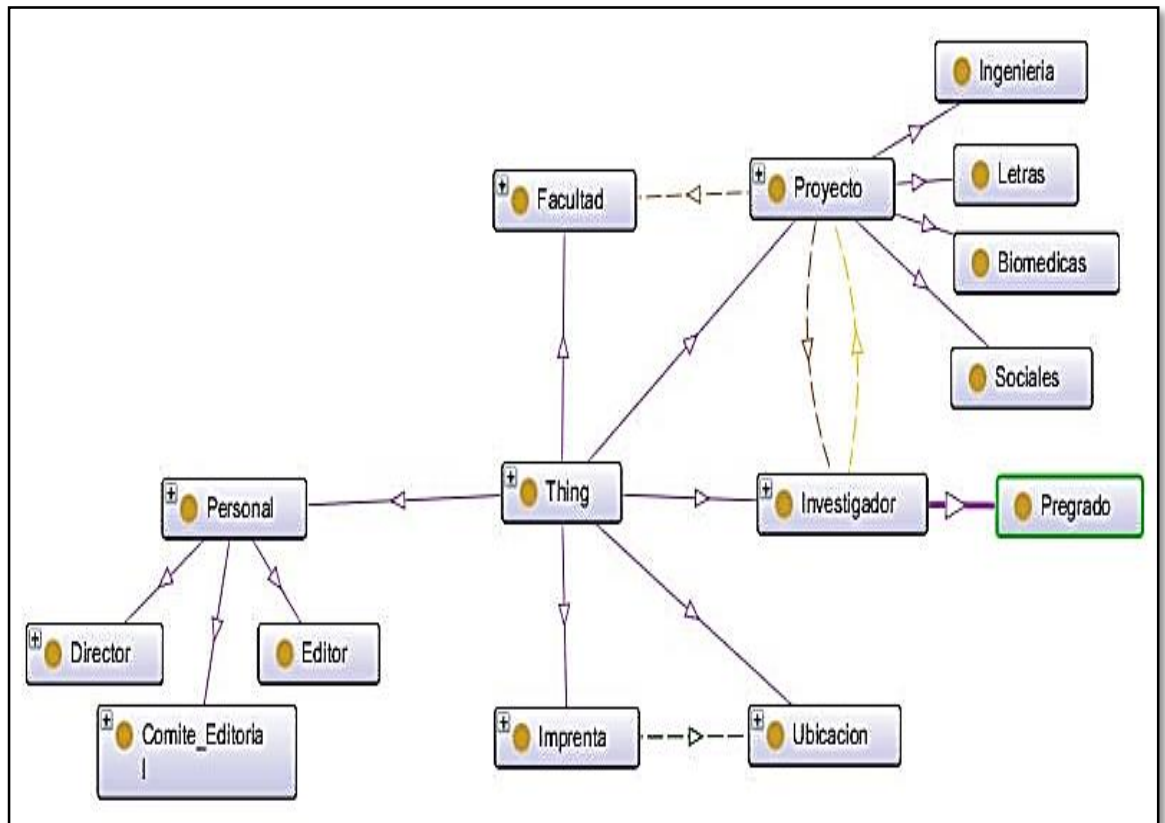 Ingenieria
Letras
Facultad
Proyecto
Biomedicas
Sociales
Thing
Personal
Investigador
Pregrado
Director
Editor
Comite_Editoria
l
Imprenta
Ubicacion